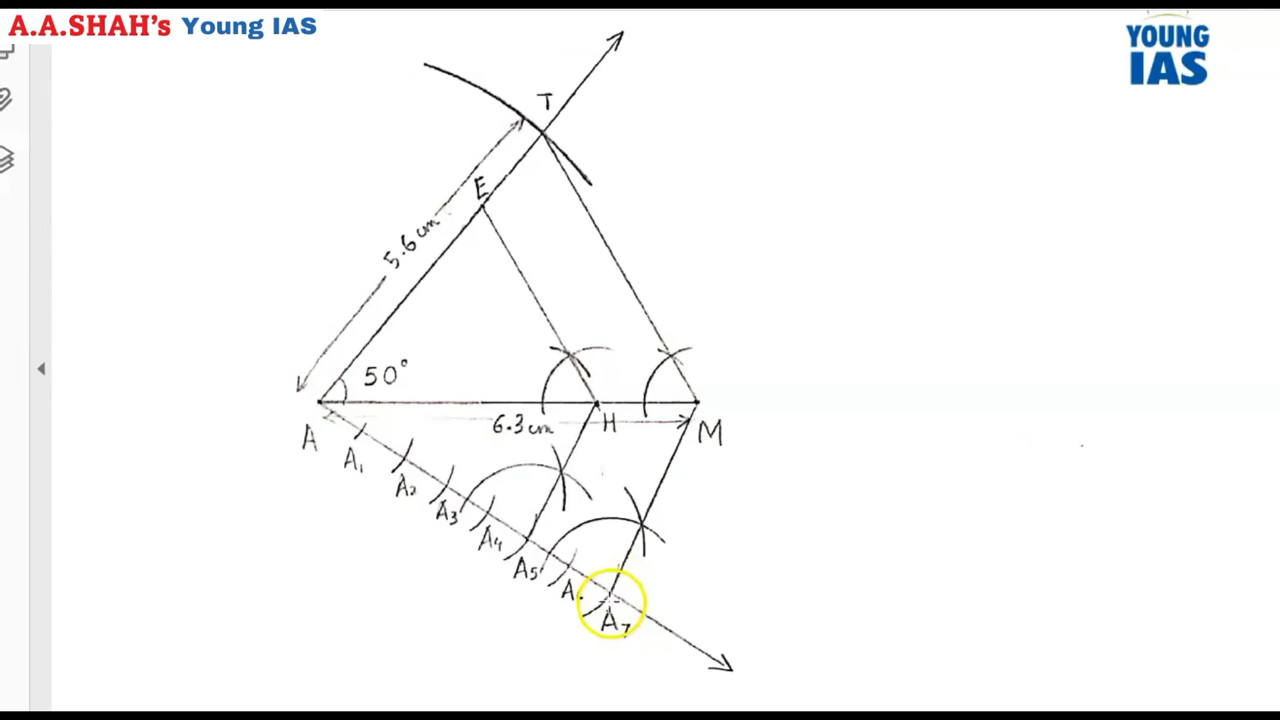 A.A.SHAH's Young IAS
YOUNG
IAS
T
E
5.6 cm
50°
6.3 cm
A
H
M
A1
A2
A3
A4
A5
A
A7